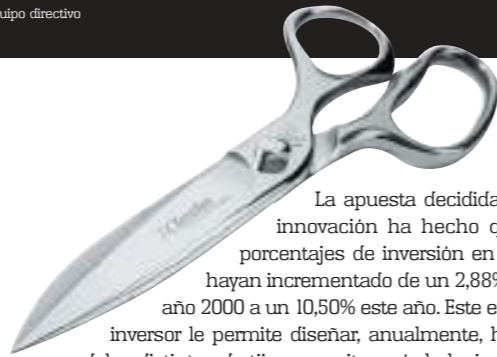 uipo directivo
La apuesta decidida
innovación ha hecho q
porcentajes de inversión en
hayan incrementado de un 2,88%
año 2000 a un 10,50% este año. Este e
inversor le permite diseñar, anualmente, h